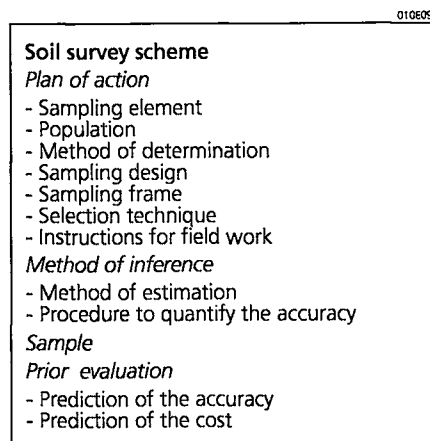 010E09
Soil survey scheme
Plan of action
- Sampling element
- Population
- Method of determination
- Sampling design
- Sampling frame
- Selection technique
- Instructions for field work
Method of inference
- Method of estimation
- Procedure to quantify the accuracy
Sample
Prior evaluation
- Prediction of the accuracy
- Prediction of the cost